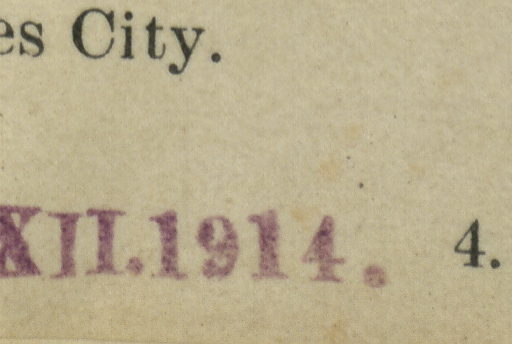 es City.
XII.1914. 4.